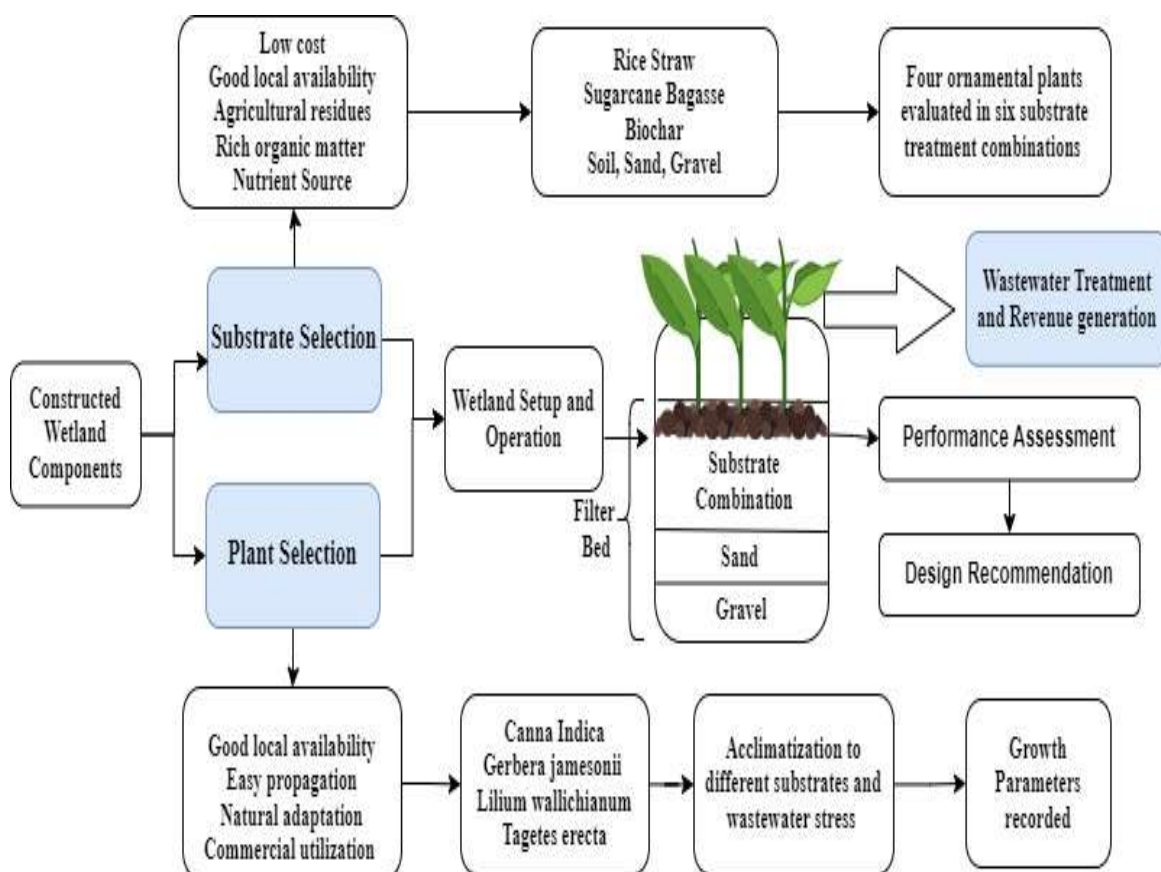 Low cost
Good local availability
Agricultural residues
Rich organic matter
Nutrient Source
Rice Straw
Sugarcane Bagasse
Biochar
Soil, Sand, Gravel
Four ornamental plants
evaluated in six substrate
treatment combinations
Substrate Selection
Wastewater Treatment
and Revenue generation
Constructed
Wetland
Components
Wetland Setup and
Operation
Performance Assessment
Substrate
Combination
Filter
Bed
Plant Selection
Sand
Design Recommendation
Gravel
Good local availability
Easy propagation
Natural adaptation
Commercial utilization
Canna Indica
Gerbera jamesonii
Lilium wallichianum
Tagetes erecta
Acclimatization to
different substrates and
wastewater stress
Growth
Parameters
recorded